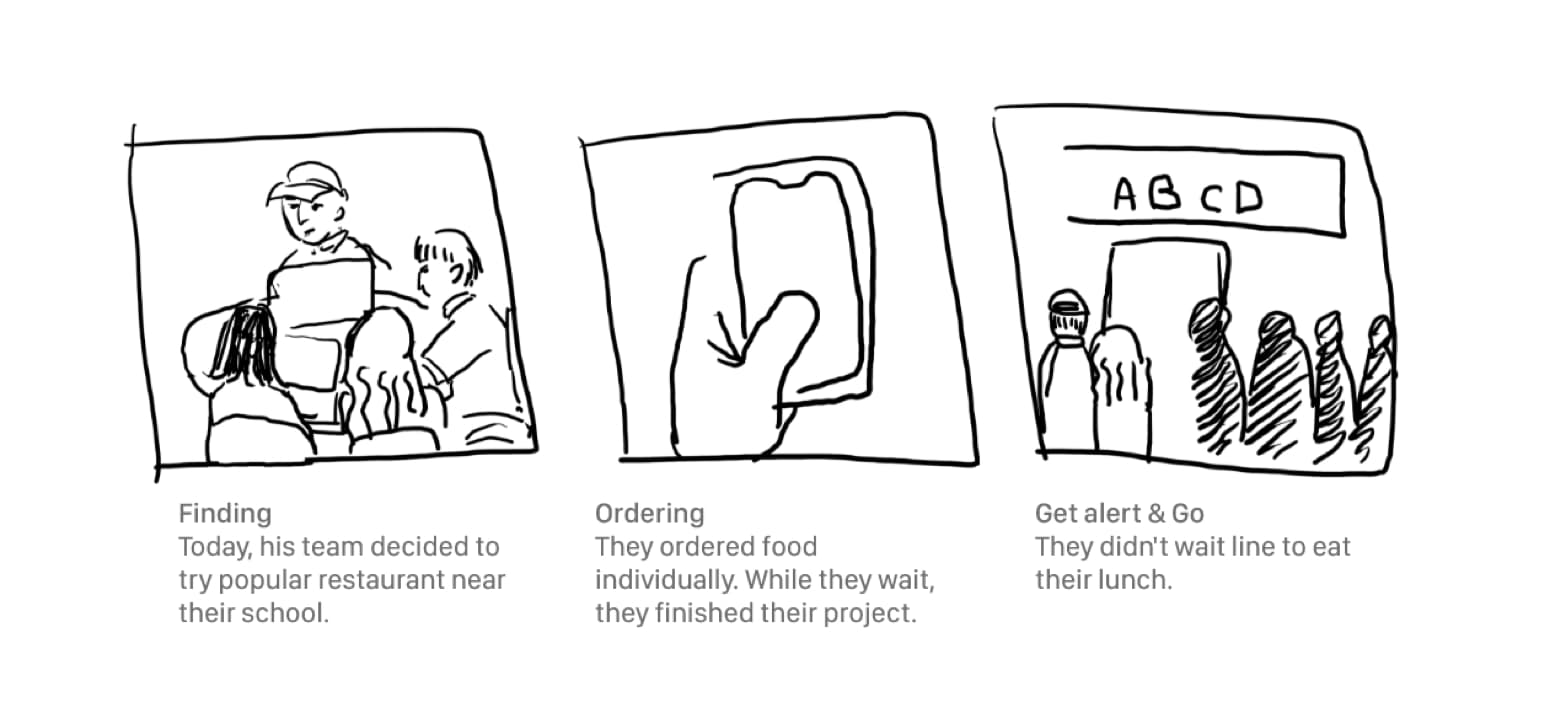 ABCD
Finding
Today, his team decided to
try popular restaurant near
their school.
Ordering
They ordered food
individually. While they wait,
they finished their project.
Get alert & Go
They didn't wait line to eat
their lunch.